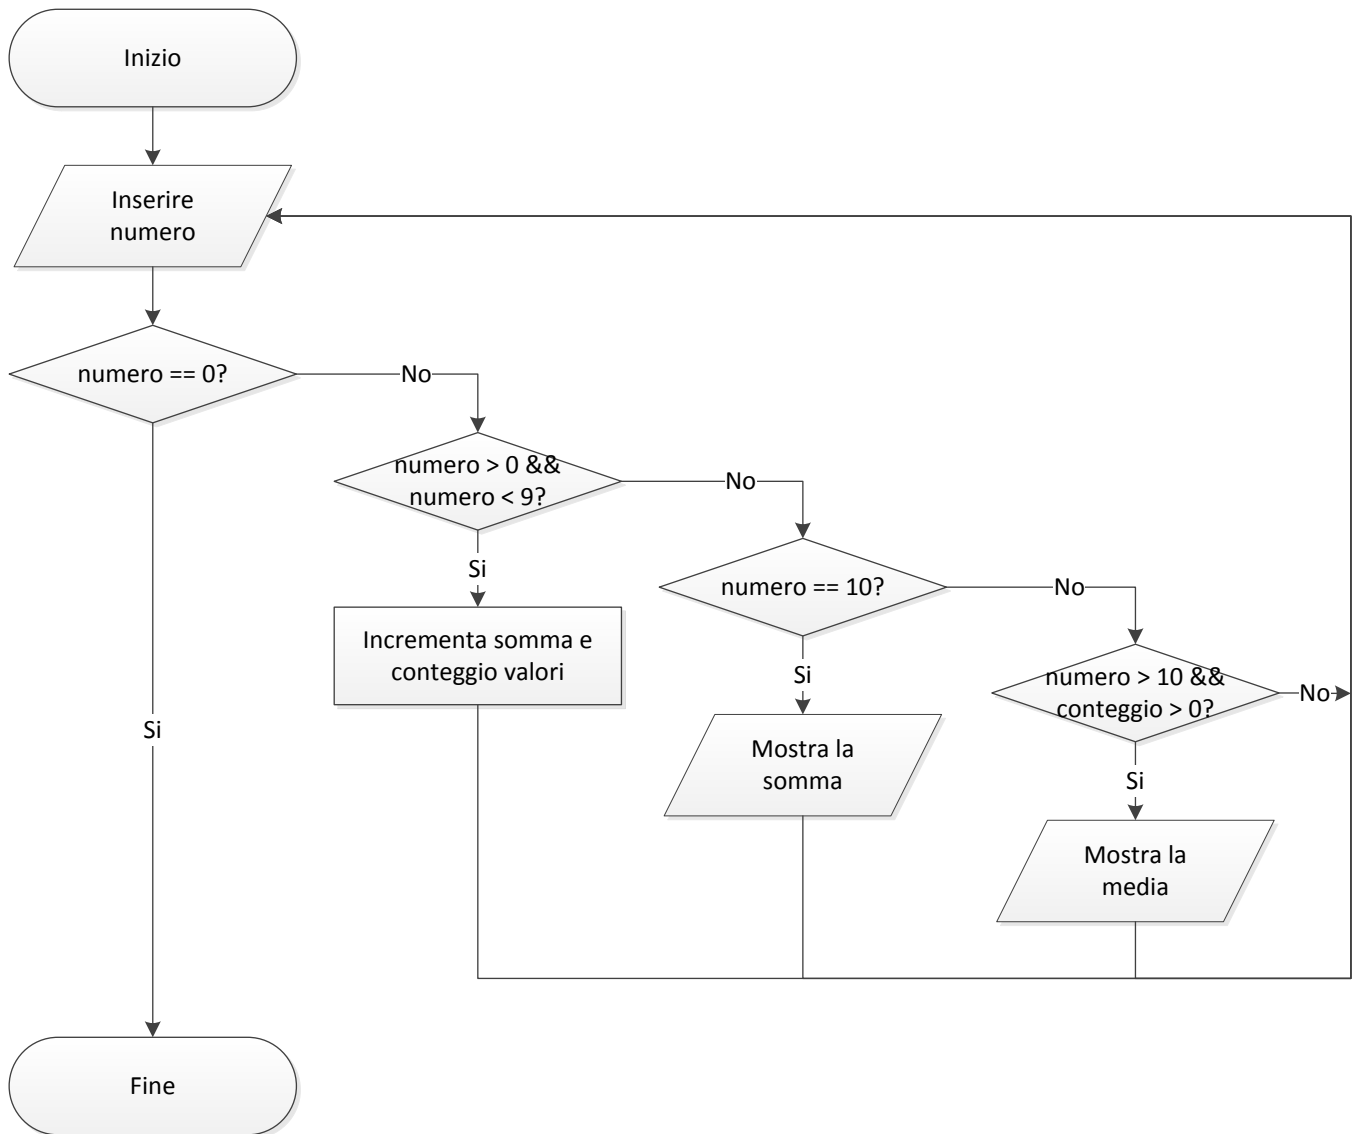 Inizio
Inserire
numero
numero == 0?
No
numero > 0 &&
numero < 9?
No
Si
numero == 10?
No
Incrementa somma e
conteggio valori
Si
numero > 10 &&
conteggio > 0?
No
Si
Mostra la
somma
Si
Mostra la
media
Fine